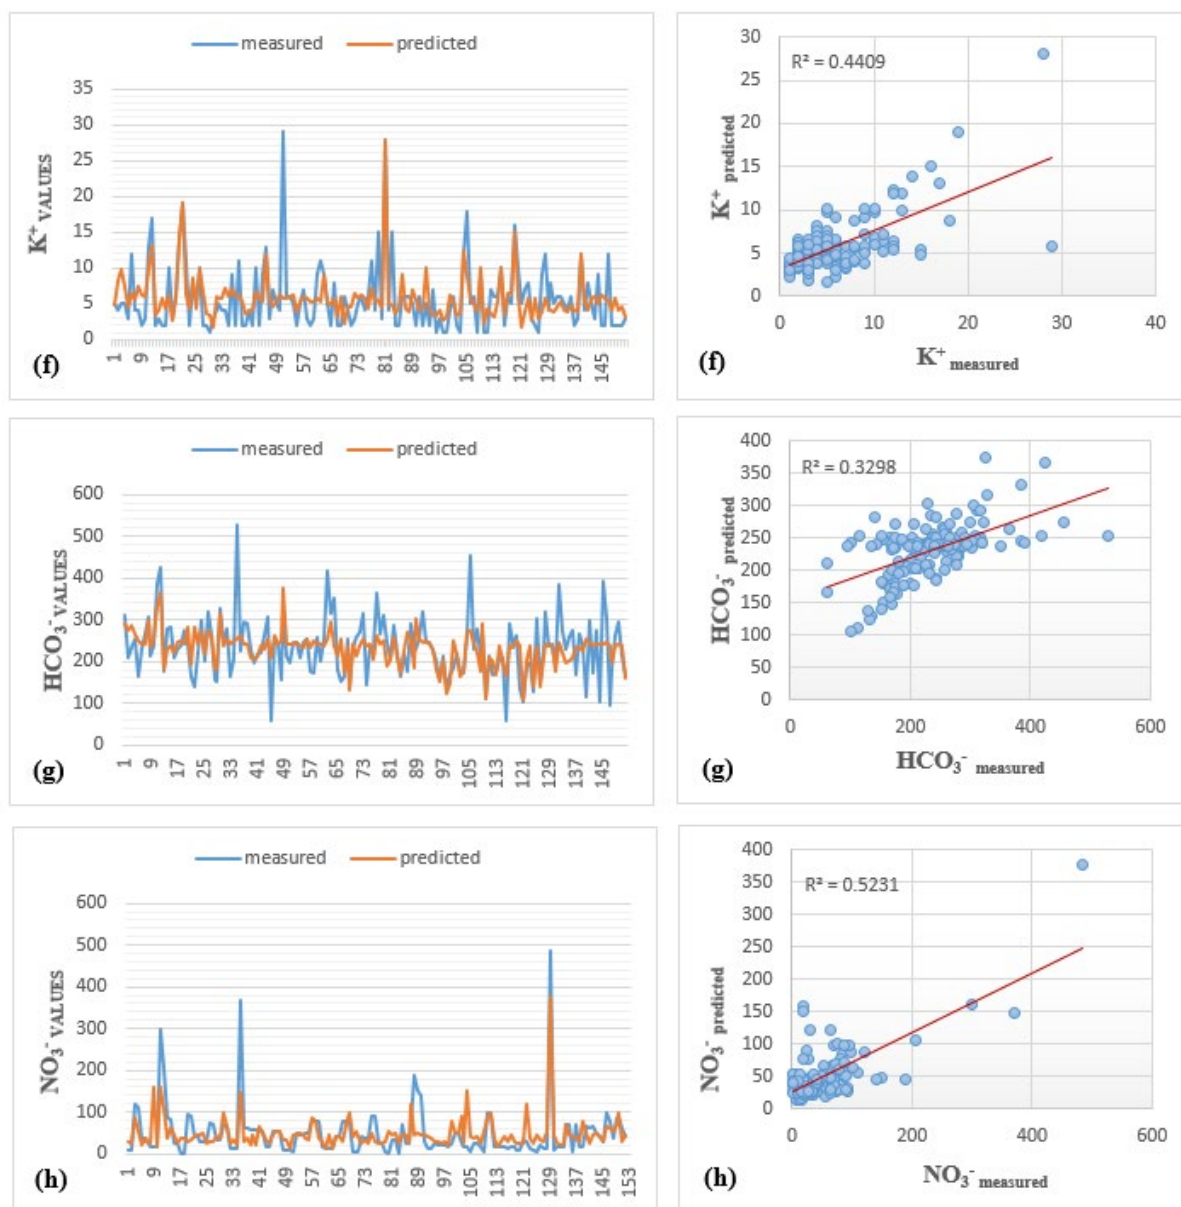 measured predicted
35
30
25
20
15
10
5
0
K⁺ VALUES
1 9 17 25 33 41 49 57 65 73 81 89 97 105 113 121 129 137 145
(f)
30
25
20
15
10
5
0
R² = 0.4409
K⁺ predicted
0 10 20 30 40
K⁺ measured
(f)
measured predicted
600
500
400
300
200
100
0
HCO₃⁻ VALUES
1 9 17 25 33 41 49 57 65 73 81 89 97 105 113 121 129 137 145
(g)
400
350
300
250
200
150
100
50
0
R² = 0.3298
HCO₃⁻ predicted
0 200 400 600
HCO₃⁻ measured
(g)
measured predicted
600
500
400
300
200
100
0
NO₃⁻ VALUES
1 9 17 25 33 41 49 57 65 73 81 89 97 105 113 121 129 137 145 153
(h)
400
350
300
250
200
150
100
50
0
R² = 0.5231
NO₃⁻ predicted
0 200 400 600
NO₃⁻ measured
(h)